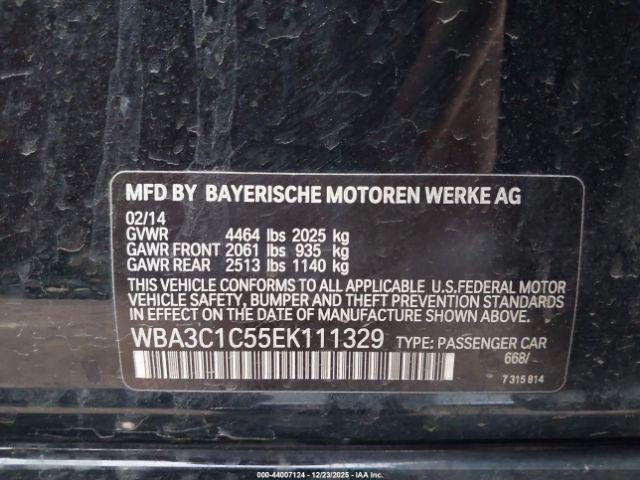 MFD BY BAYERISCHE MOTOREN WERKE AG
02/14
GVWR 4464 lbs 2025 kg
GAWR FRONT 2061 lbs 935 kg
GAWR REAR 2513 lbs 1140 kg
THIS VEHICLE CONFORMS TO ALL APPLICABLE U.S.FEDERAL MOTOR
VEHICLE SAFETY, BUMPER AND THEFT PREVENTION STANDARDS
IN EFFECT ON THE DATE OF MANUFACTURE SHOWN ABOVE.
WBA3C1C55EK111329 TYPE: PASSENGER CAR
668/
7 315 814
000-44007124 - 12/23/2025 - IAAI.com